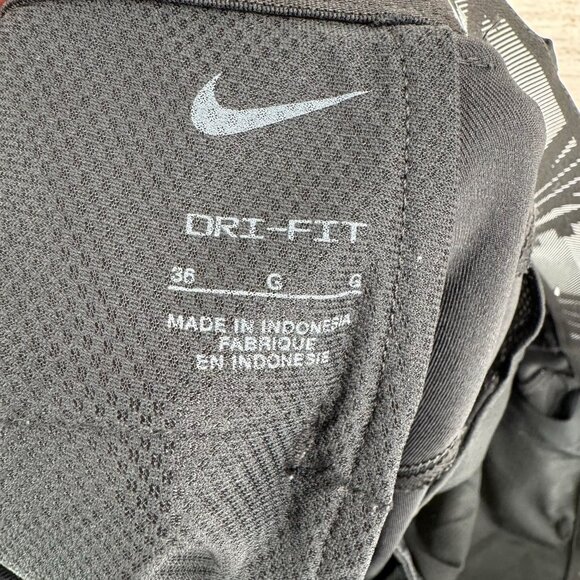 DRI-FIT
36 G G
MADE IN INDONESIA
FABRIQUE
EN INDONESIE